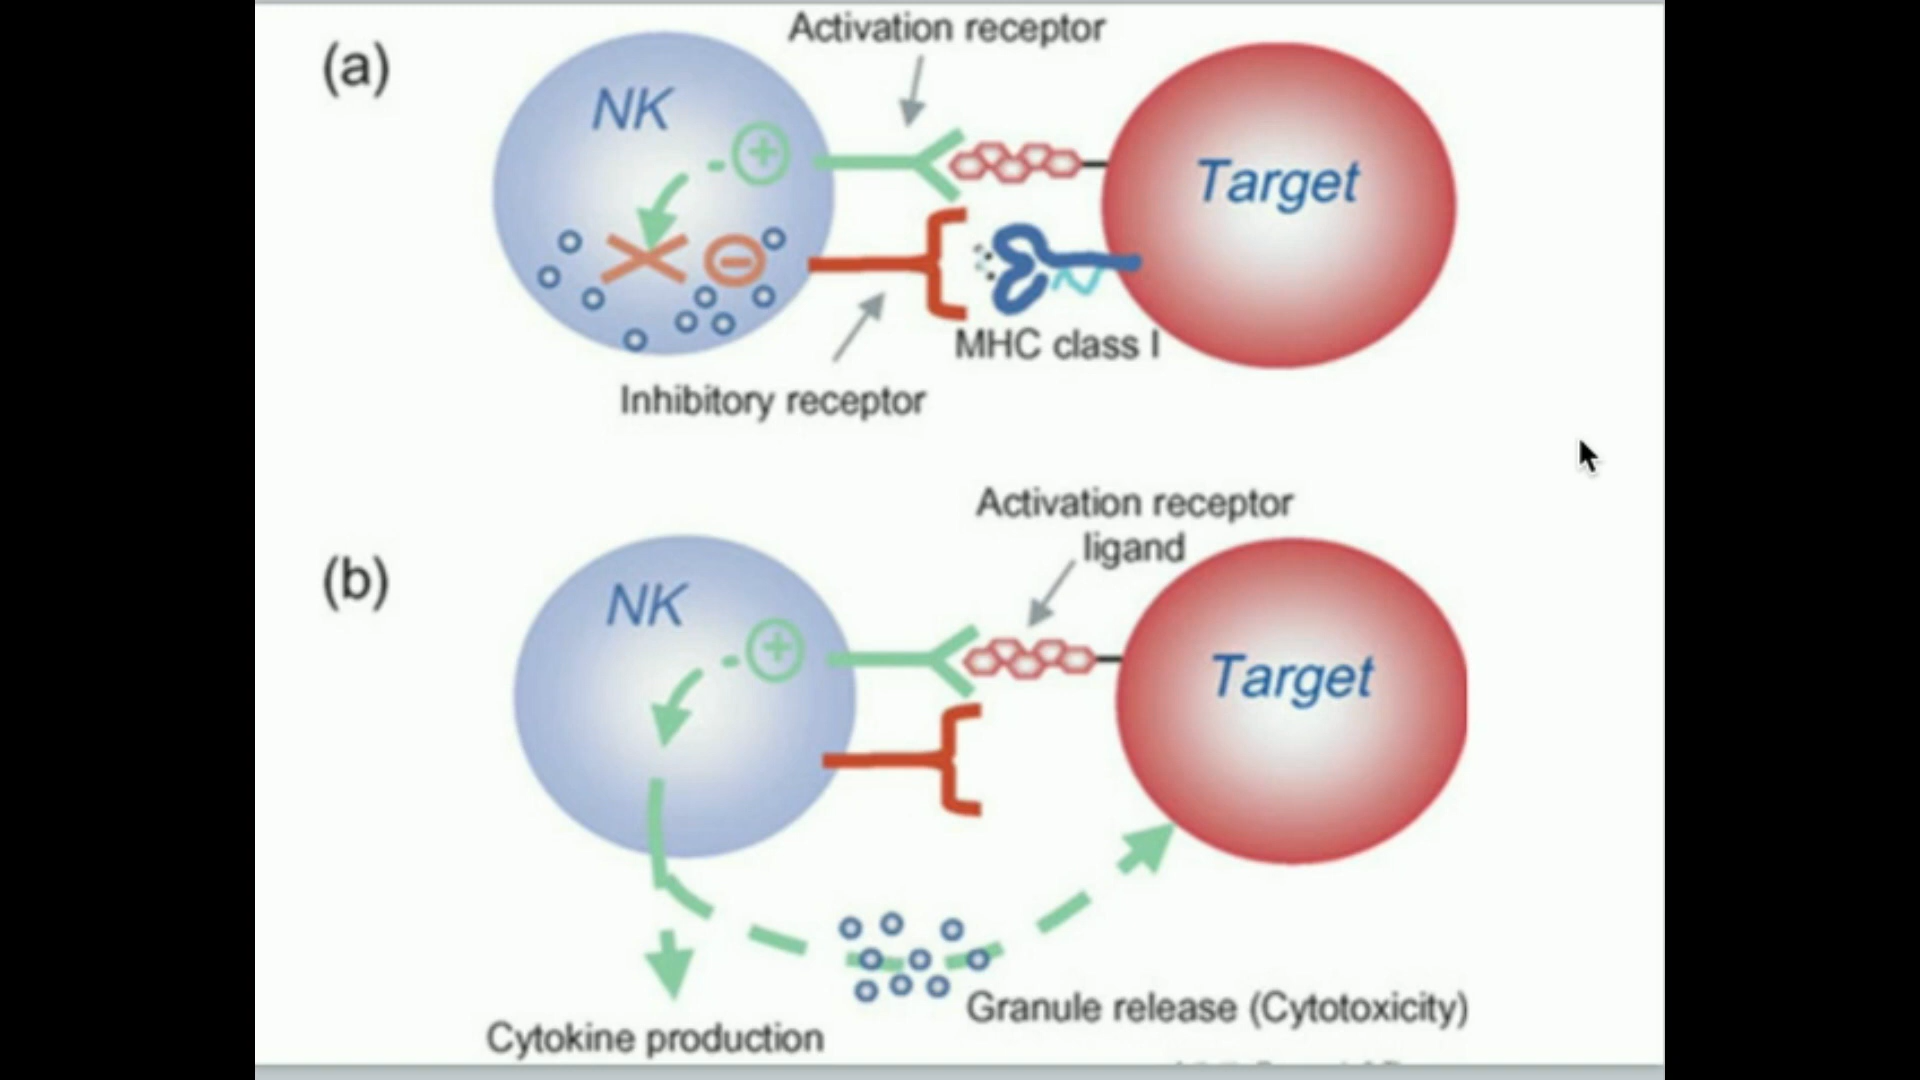 (a)
Activation receptor
NK
+
Target
−
MHC class I
Inhibitory receptor
(b)
Activation receptor
ligand
NK
+
Target
Granule release (Cytotoxicity)
Cytokine production